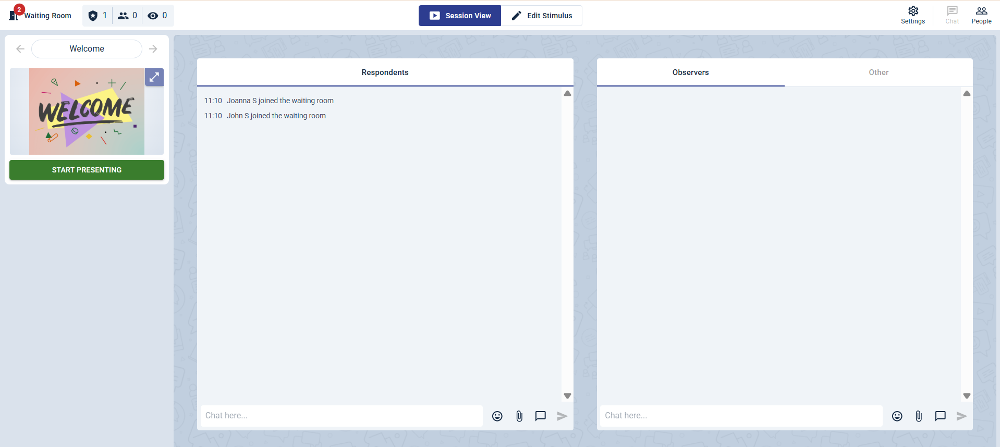 2
Waiting Room
1
0
0
Session View
Edit Stimulus
Settings
Chat
People
Welcome
WELCOME
START PRESENTING
Respondents
11:10 Joanna S joined the waiting room
11:10 John S joined the waiting room
Chat here...
Observers
Other
Chat here...